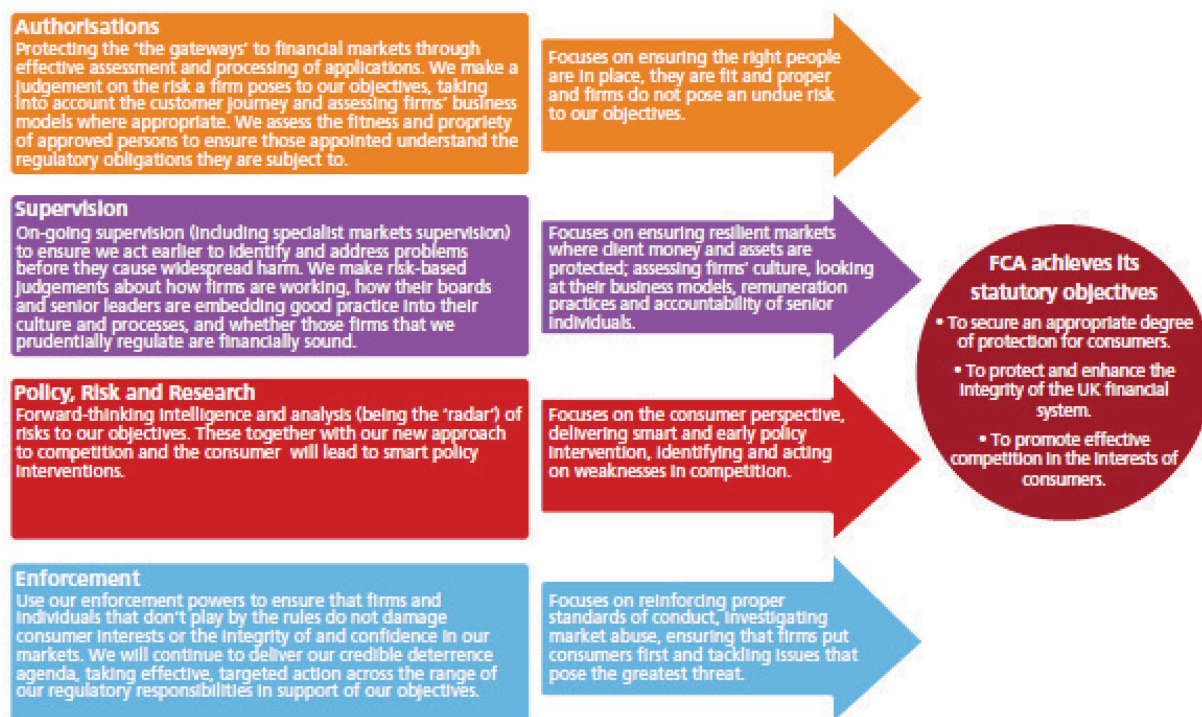 Authorisations
Protecting the 'the gateways' to financial markets through
effective assessment and processing of applications. We make a
judgement on the risk a firm poses to our objectives, taking
into account the customer journey and assessing firms' business
models where appropriate. We assess the fitness and propriety
of approved persons to ensure those appointed understand the
regulatory obligations they are subject to.
Focuses on ensuring the right people
are in place, they are fit and proper
and firms do not pose an undue risk
to our objectives.
Supervision
On-going supervision (including specialist markets supervision)
to ensure we act earlier to identify and address problems
before they cause widespread harm. We make risk-based
judgements about how firms are working, how their boards
and senior leaders are embedding good practice into their
culture and processes, and whether those firms that we
prudentially regulate are financially sound.
Focuses on ensuring resilient markets
where client money and assets are
protected; assessing firms' culture, looking
at their business models, remuneration
practices and accountability of senior
individuals.
Policy, Risk and Research
Forward-thinking intelligence and analysis (being the 'radar') of
risks to our objectives. These together with our new approach
to competition and the consumer will lead to smart policy
interventions.
Focuses on the consumer perspective,
delivering smart and early policy
intervention, identifying and acting
on weaknesses in competition.
Enforcement
Use our enforcement powers to ensure that firms and
individuals that don't play by the rules do not damage
consumer interests or the integrity of and confidence in our
markets. We will continue to deliver our credible deterrence
agenda, taking effective, targeted action across the range of
our regulatory responsibilities in support of our objectives.
Focuses on reinforcing proper
standards of conduct, investigating
market abuse, ensuring that firms put
consumers first and tackling issues that
pose the greatest threat.
FCA achieves its
statutory objectives
• To secure an appropriate degree
of protection for consumers.
• To protect and enhance the
integrity of the UK financial
system.
• To promote effective
competition in the interests of
consumers.